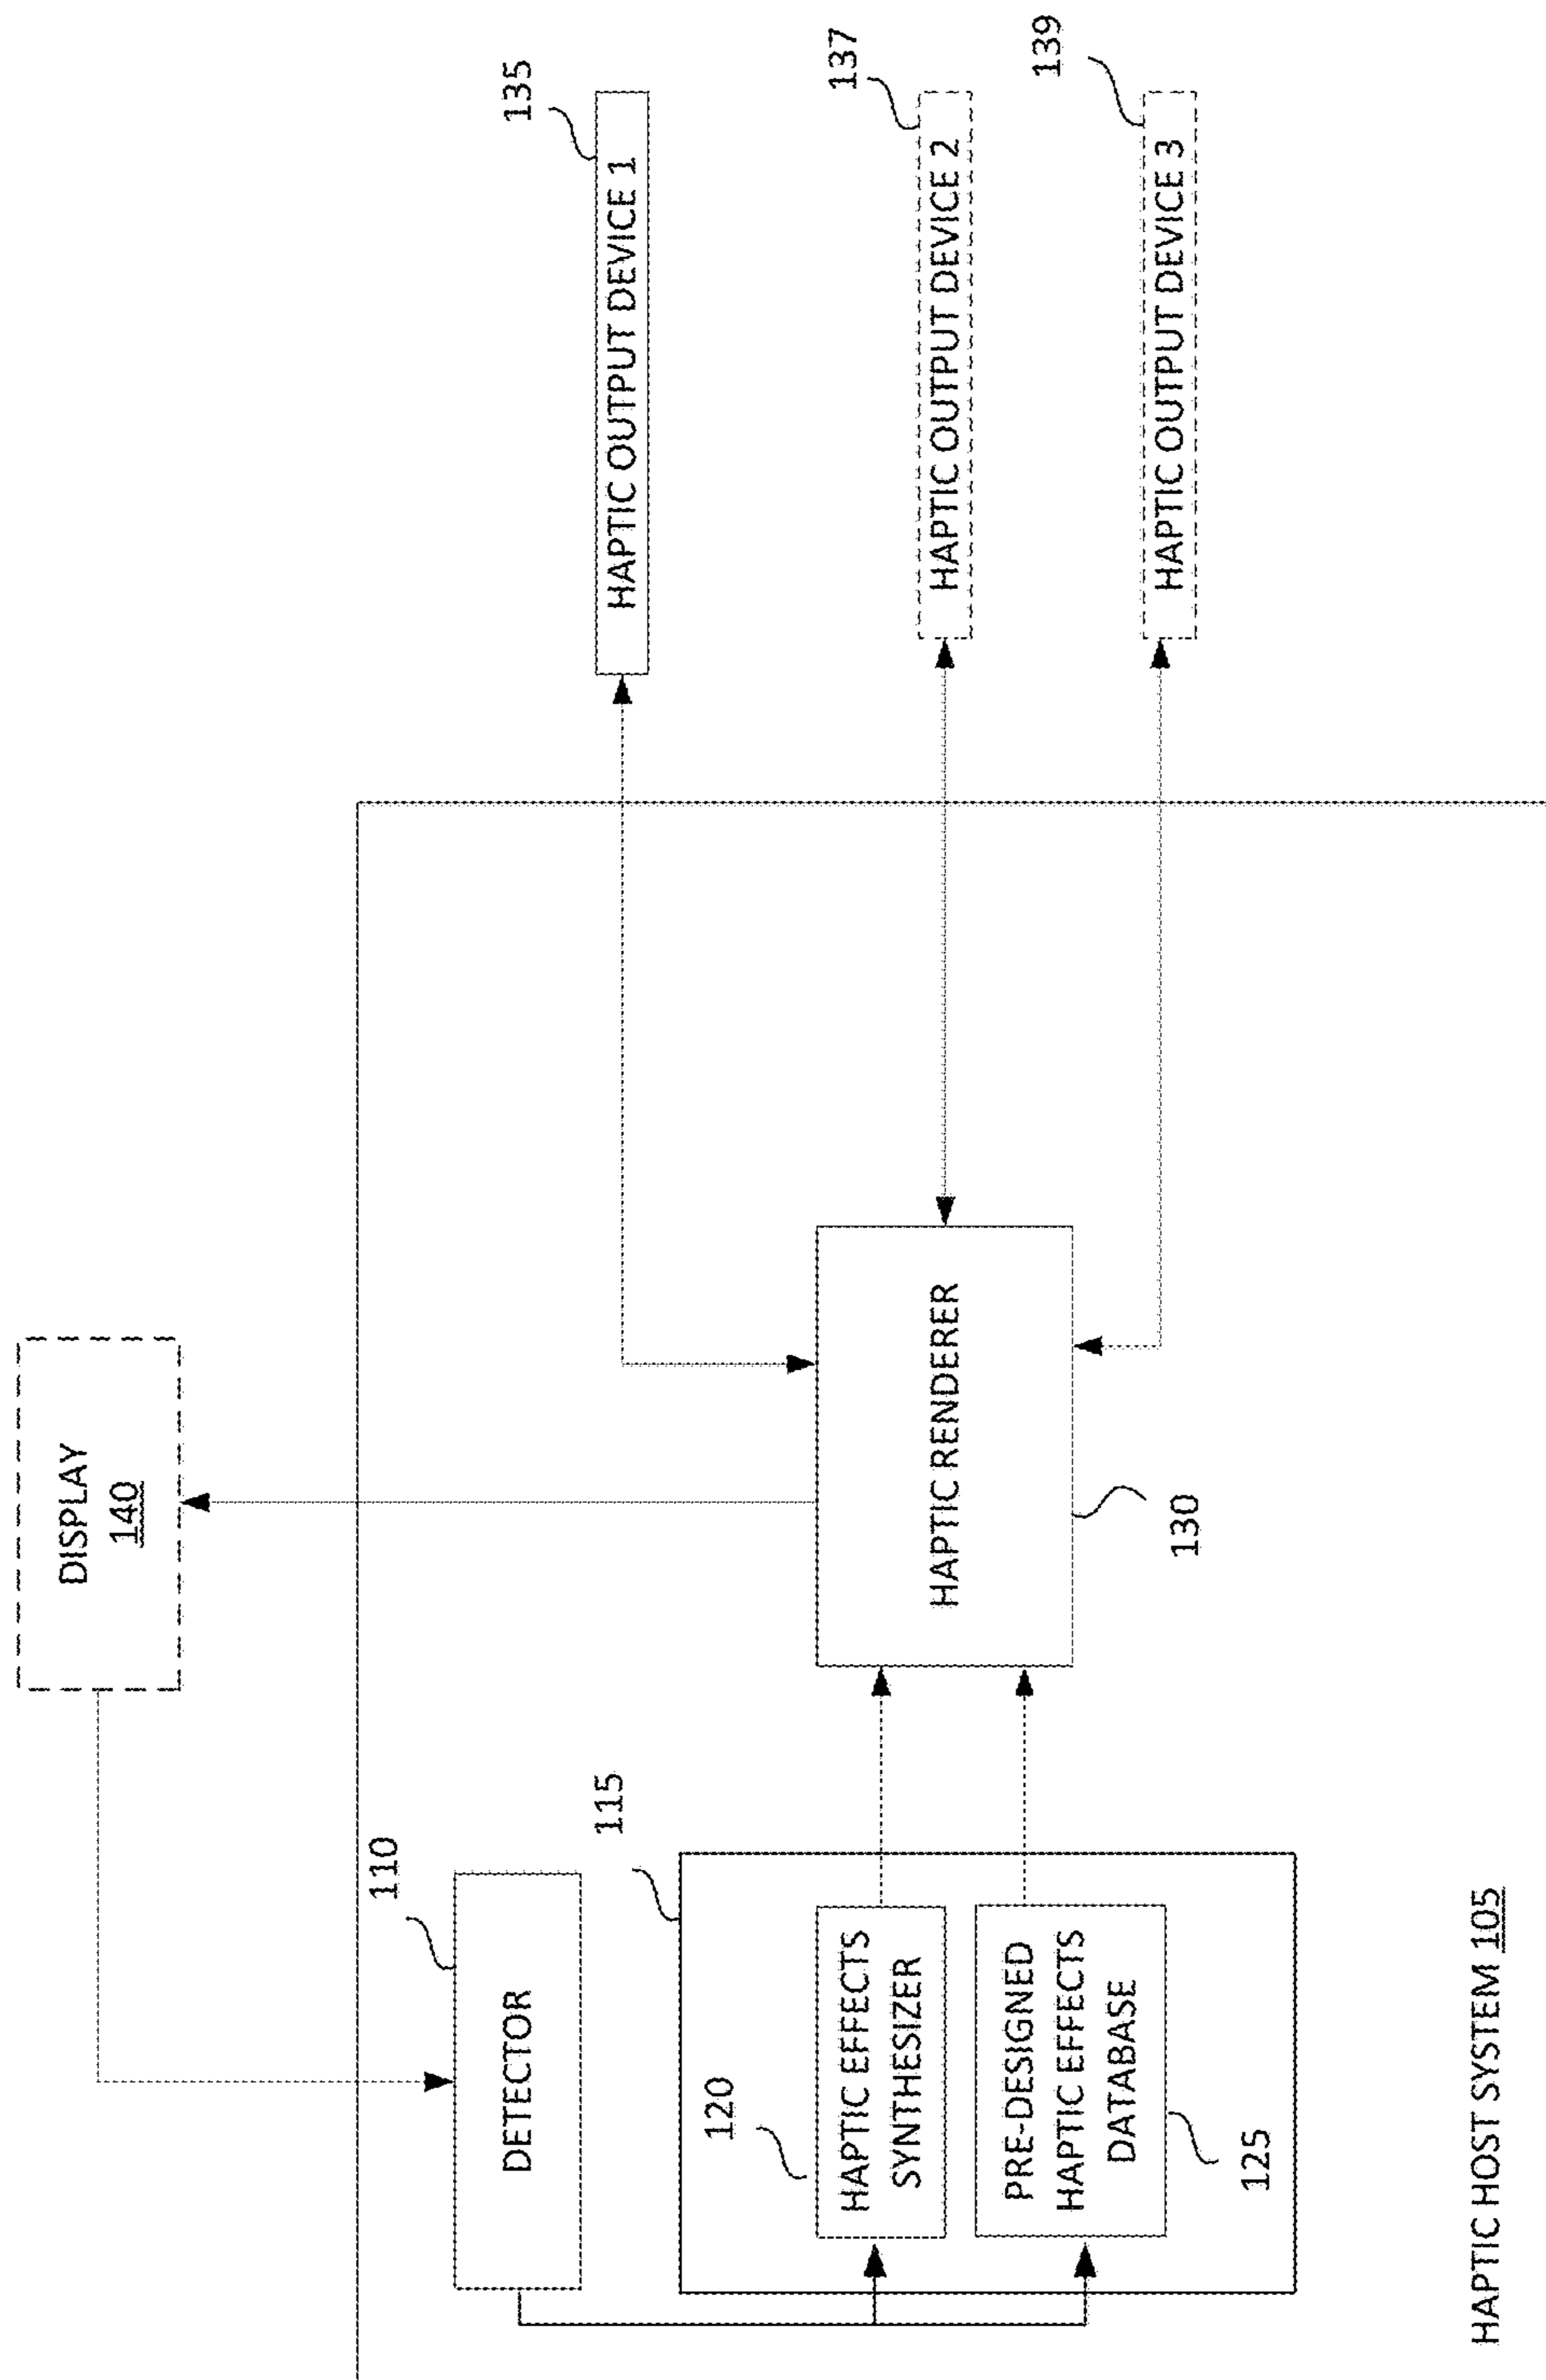 DISPLAY
140
110
DETECTOR
115
135
HAPTIC OUTPUT DEVICE 1
120
HAPTIC EFFECTS
SYNTHESIZER
PRE-DESIGNED
HAPTIC EFFECTS
DATABASE
125
HAPTIC RENDERER
130
137
HAPTIC OUTPUT DEVICE 2
139
HAPTIC OUTPUT DEVICE 3
HAPTIC HOST SYSTEM 105